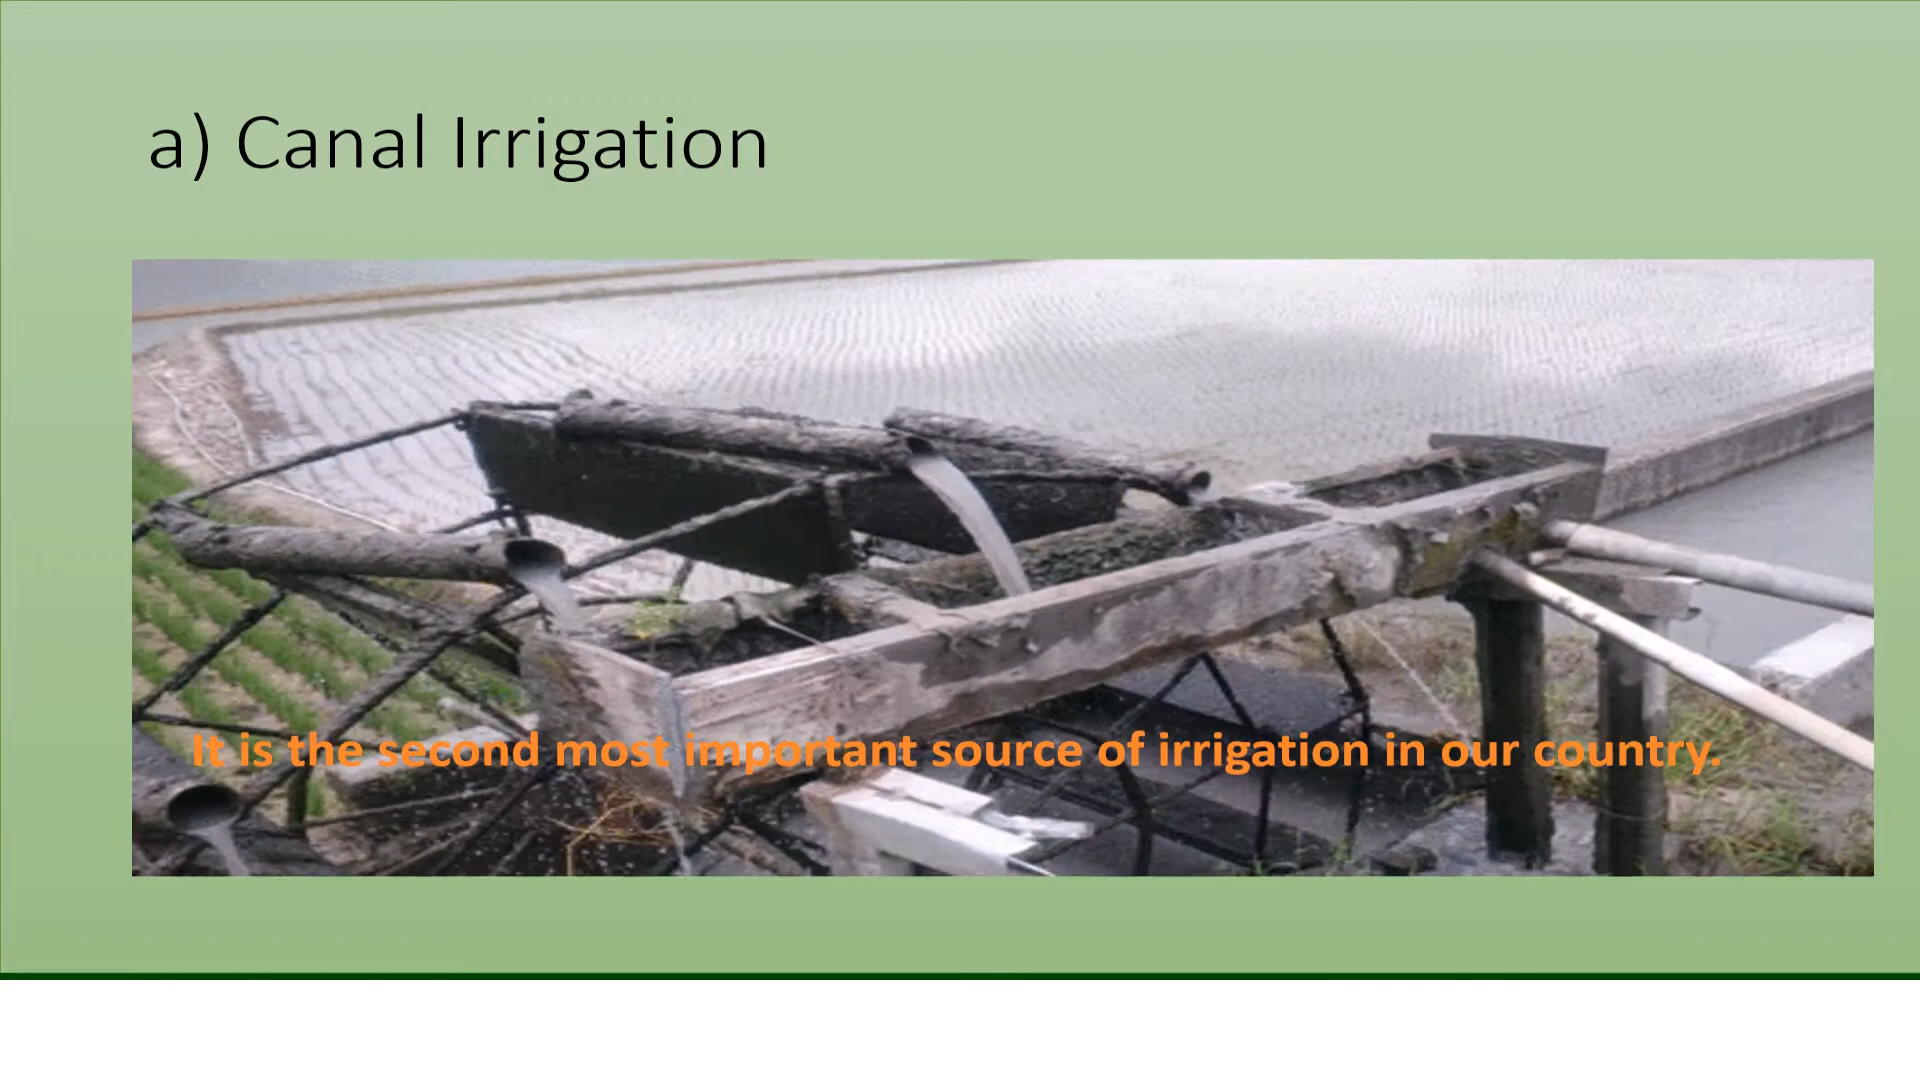 a) Canal Irrigation
It is the second most important source of irrigation in our country.